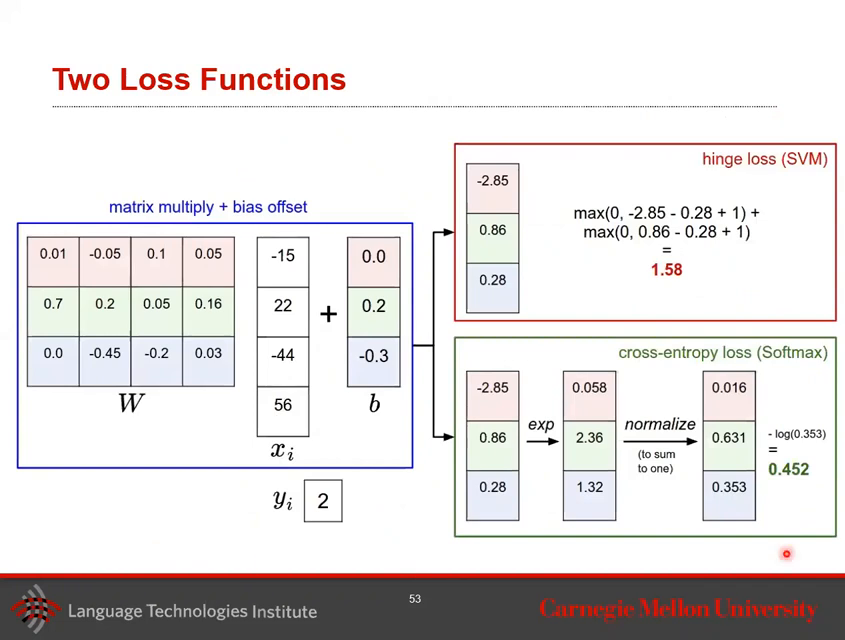 Two Loss Functions
matrix multiply + bias offset
0.01 -0.05 0.1 0.05
0.7 0.2 0.05 0.16
0.0 -0.45 -0.2 0.03
W
-15
22
-44
56
x_i
+
0.0
0.2
-0.3
b
y_i 2
hinge loss (SVM)
-2.85
0.86
0.28
max(0, -2.85 - 0.28 + 1) +
max(0, 0.86 - 0.28 + 1)
=
1.58
cross-entropy loss (Softmax)
-2.85
0.86
0.28
exp
0.058
2.36
1.32
normalize
(to sum
to one)
0.016
0.631
0.353
- log(0.353)
=
0.452
53
Language Technologies Institute
Carnegie Mellon University